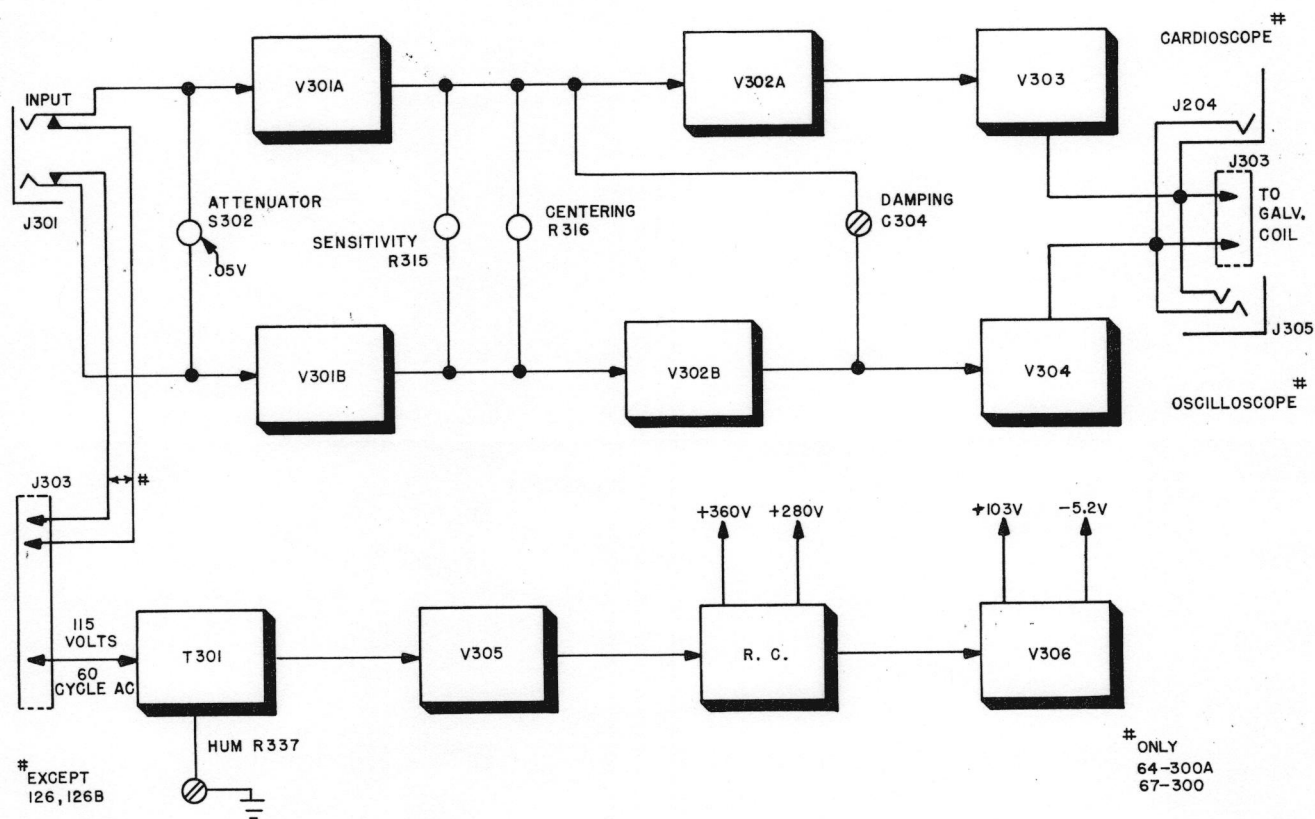 #
CARDIOSCOPE
V301A
V302A
V303
INPUT
J204
J303
TO
GALV.
COIL
J301
ATTENUATOR
S302
.05V
SENSITIVITY
R315
CENTERING
R316
DAMPING
C304
J305
V301B
V302B
V304
#
OSCILLOSCOPE
J303
#
+360V
+280V
+103V
-5.2V
115
VOLTS
60
CYCLE AC
T301
V305
R. C.
V306
HUM R337
#
EXCEPT
126, 126B
#
ONLY
64-300A
67-300